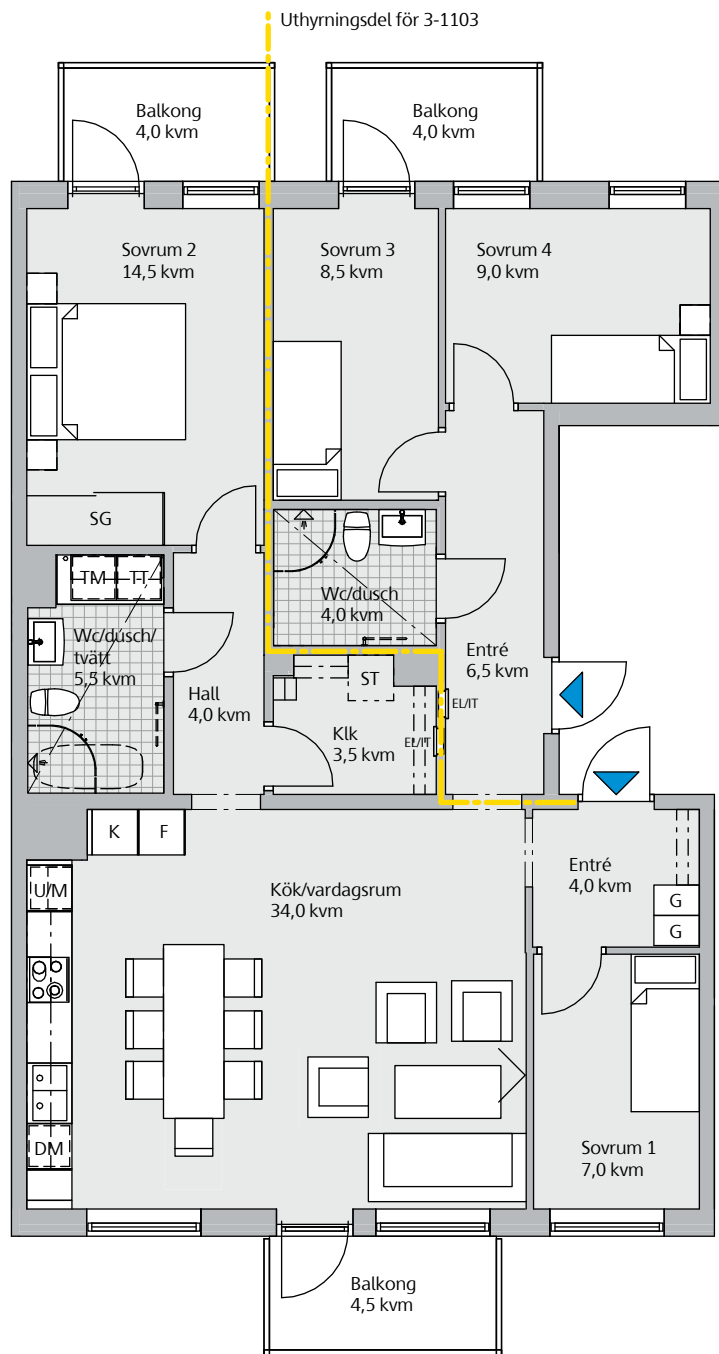 Uthyrningsdel för 3-1103
Balkong
4,0 kvm
Balkong
4,0 kvm
Sovrum 2
14,5 kvm
Sovrum 3
8,5 kvm
Sovrum 4
9,0 kvm
SG
TM
TT
Wc/dusch/
tvätt
5,5 kvm
Wc/dusch
4,0 kvm
Entré
6,5 kvm
Hall
4,0 kvm
ST
Klk
3,5 kvm
EL/IT
EL/IT
K
F
Kök/vardagsrum
34,0 kvm
Entré
4,0 kvm
G
G
U/M
DM
Sovrum 1
7,0 kvm
Balkong
4,5 kvm